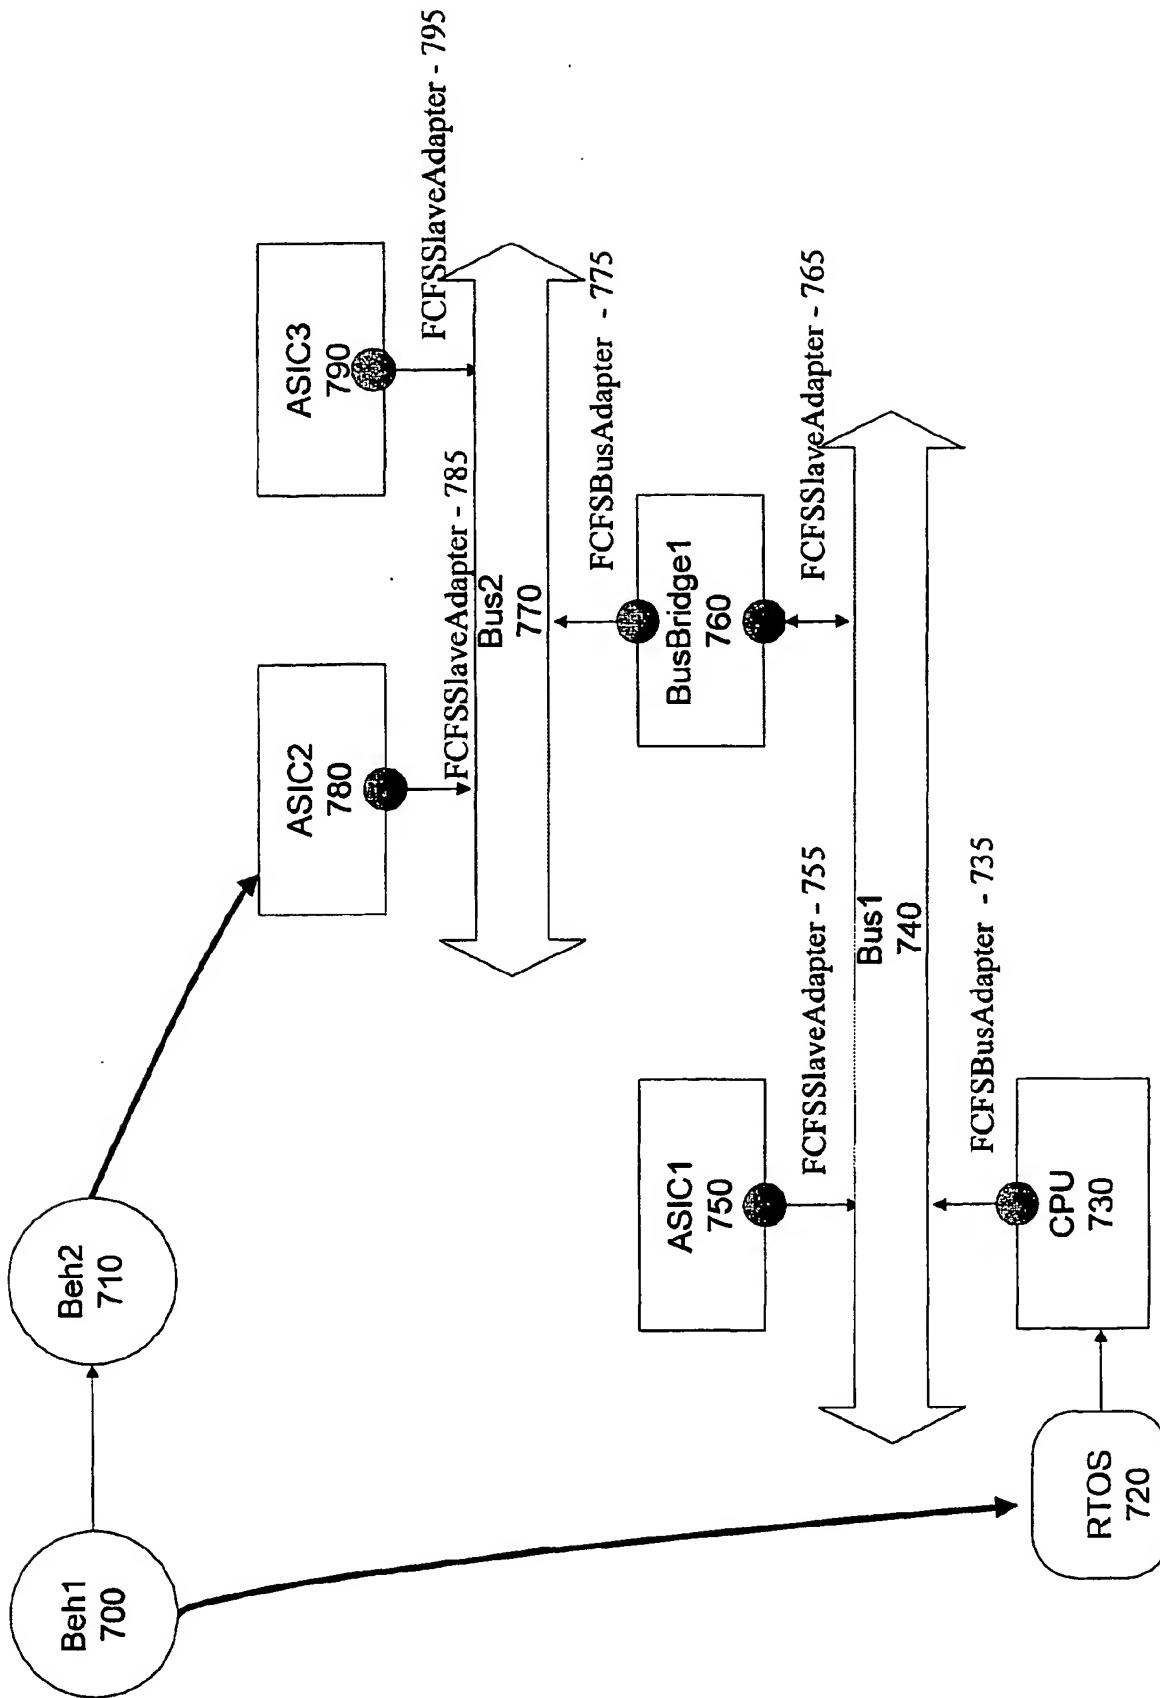 Beh1
700
Beh2
710
ASIC2
780
ASIC3
790
FCFSSlaveAdapter - 785
FCFSSlaveAdapter - 795
Bus2
770
FCFSBusAdapter - 775
ASIC1
750
BusBridge1
760
FCFSSlaveAdapter - 755
FCFSSlaveAdapter - 765
Bus1
740
FCFSBusAdapter - 735
RTOS
720
CPU
730